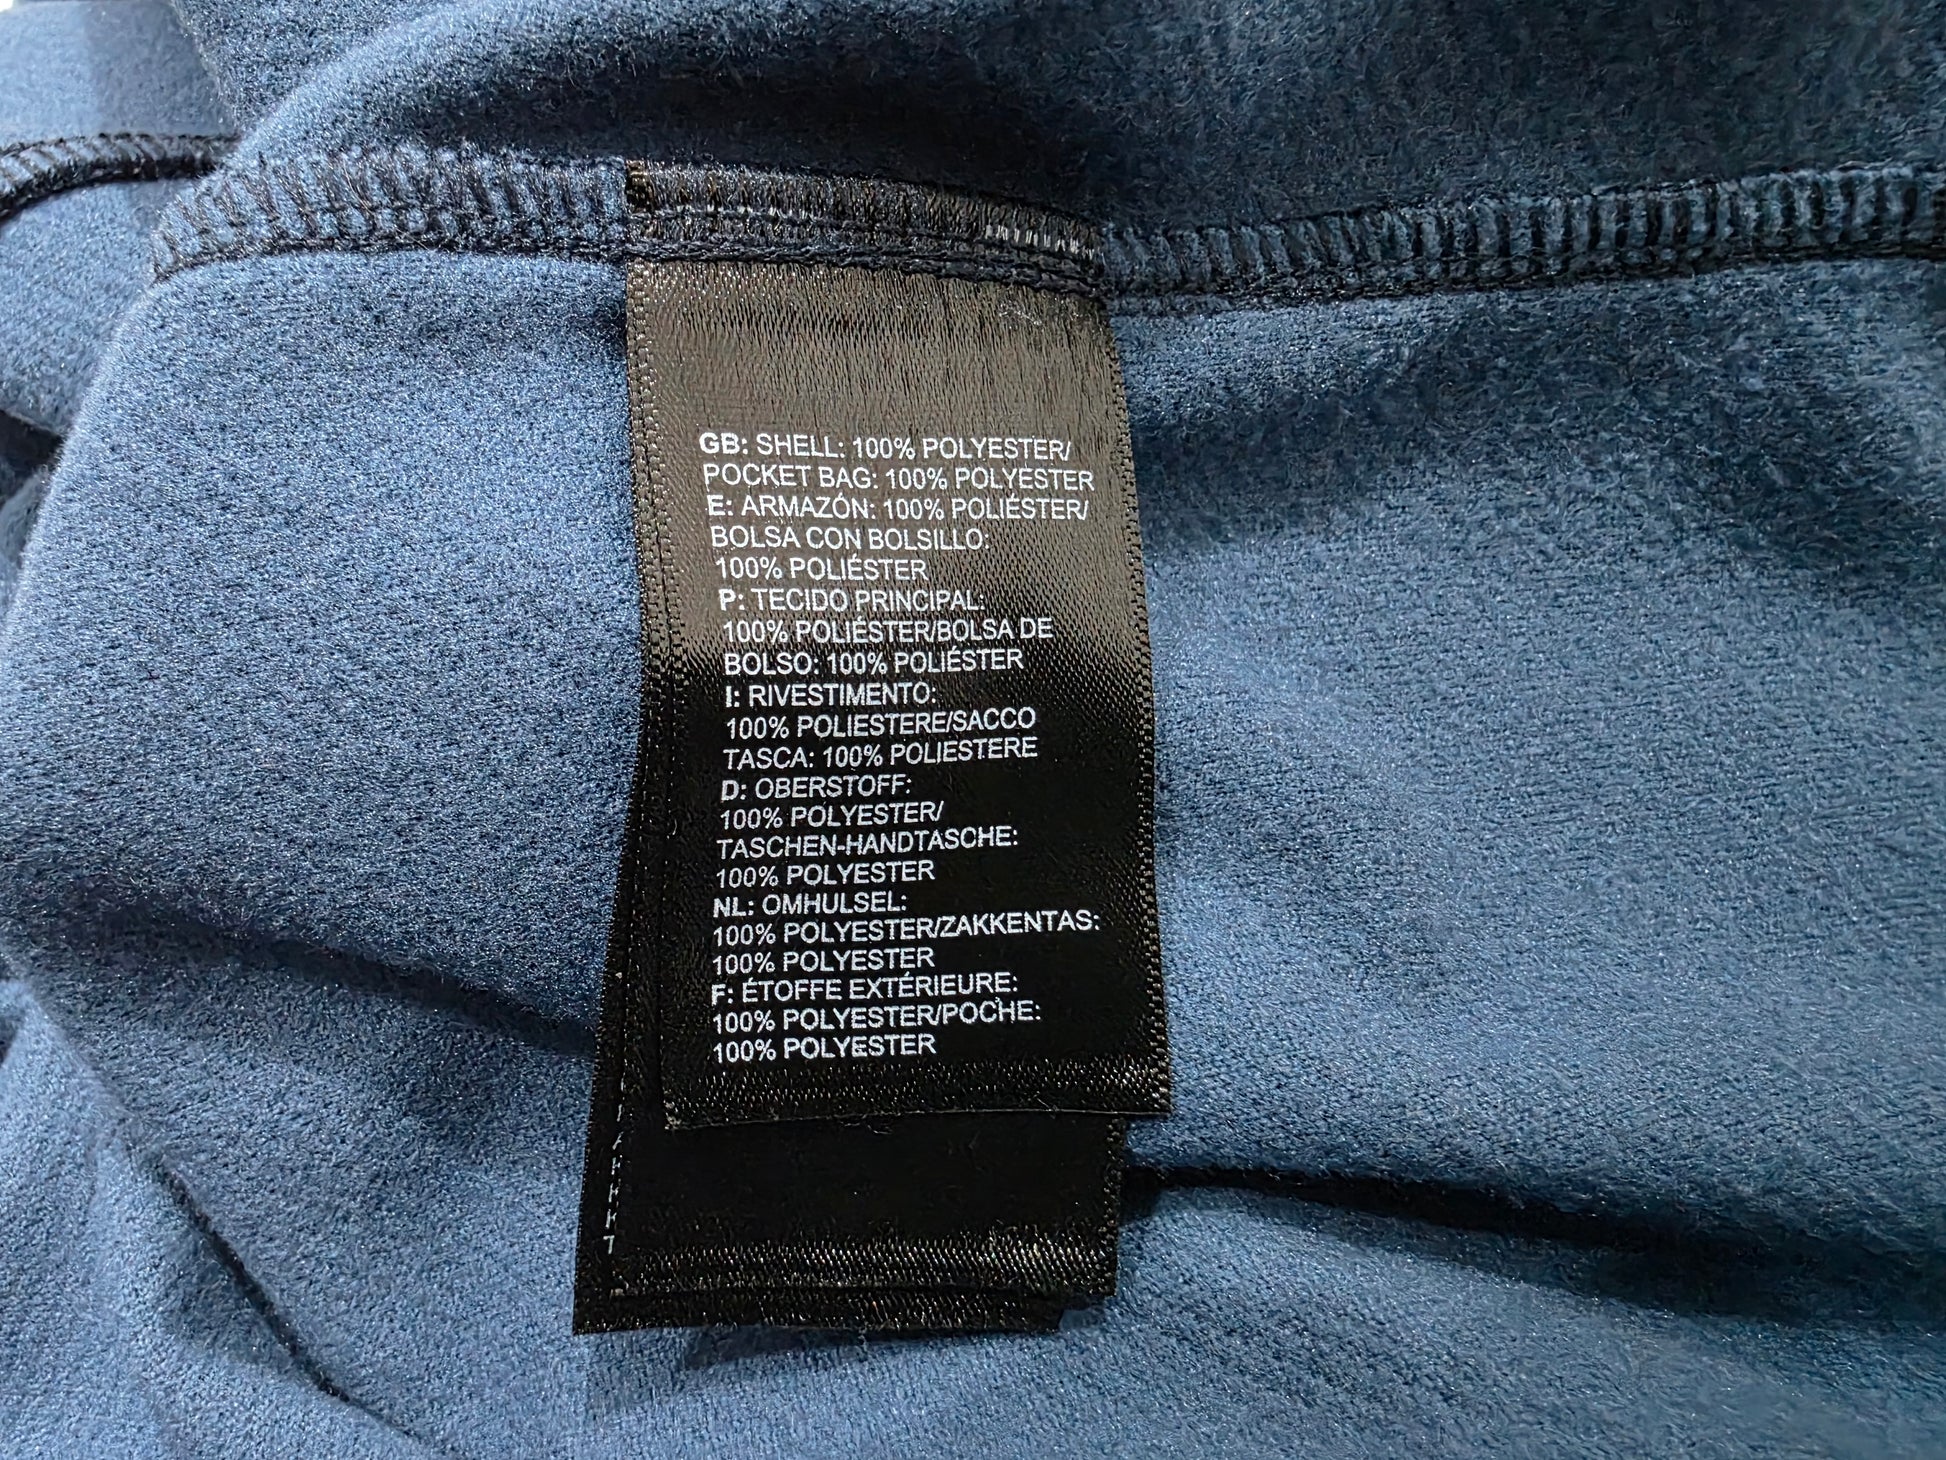 GB: SHELL: 100% POLYESTER/
POCKET BAG: 100% POLYESTER
E: ARMAZÓN: 100% POLIÉSTER/
BOLSA CON BOLSILLO:
100% POLIÉSTER
P: TECIDO PRINCIPAL:
100% POLIÉSTER/BOLSA DE
BOLSO: 100% POLIÉSTER
I: RIVESTIMENTO:
100% POLIESTERE/SACCO
TASCA: 100% POLIESTERE
D: OBERSTOFF:
100% POLYESTER/
TASCHEN-HANDTASCHE:
100% POLYESTER
NL: OMHULSEL:
100% POLYESTER/ZAKKENTAS:
100% POLYESTER
F: ÉTOFFE EXTÉRIEURE:
100% POLYESTER/POCHE:
100% POLYESTER